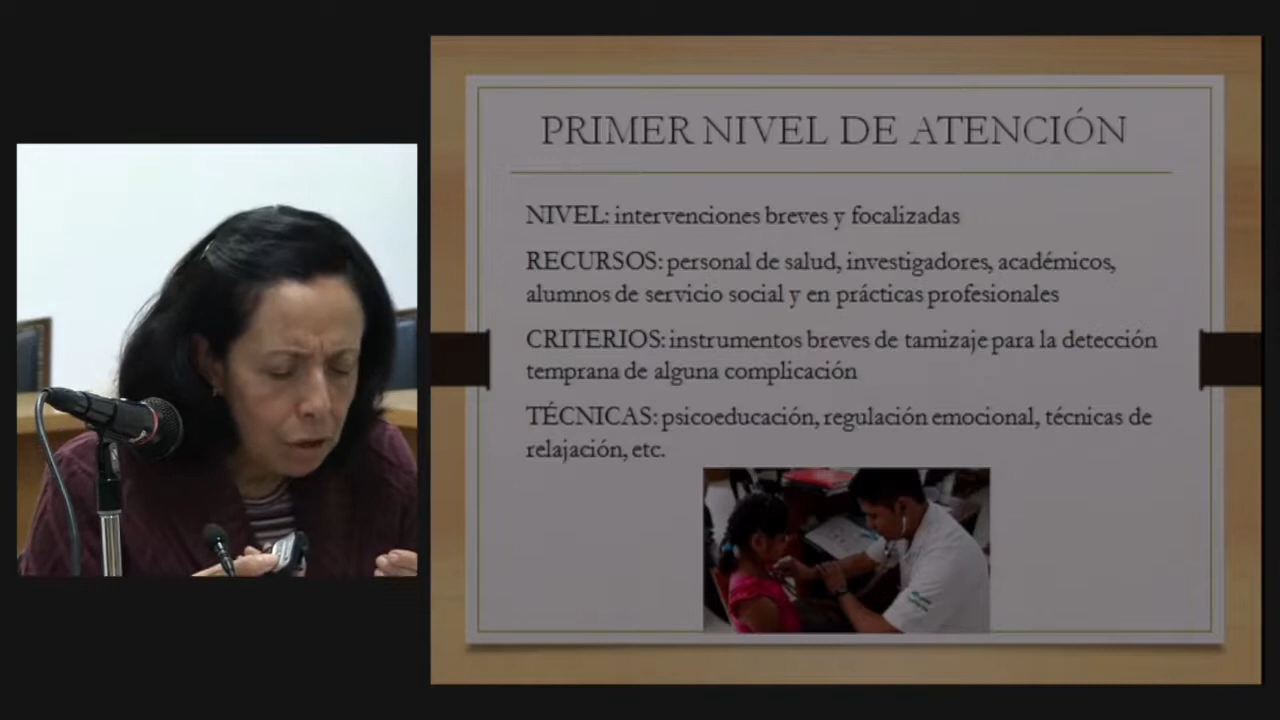 PRIMER NIVEL DE ATENCIÓN
NIVEL: intervenciones breves y focalizadas
RECURSOS: personal de salud, investigadores, académicos,
alumnos de servicio social y en prácticas profesionales
CRITERIOS: instrumentos breves de tamizaje para la detección
temprana de alguna complicación
TÉCNICAS: psicoeducación, regulación emocional, técnicas de
relajación, etc.